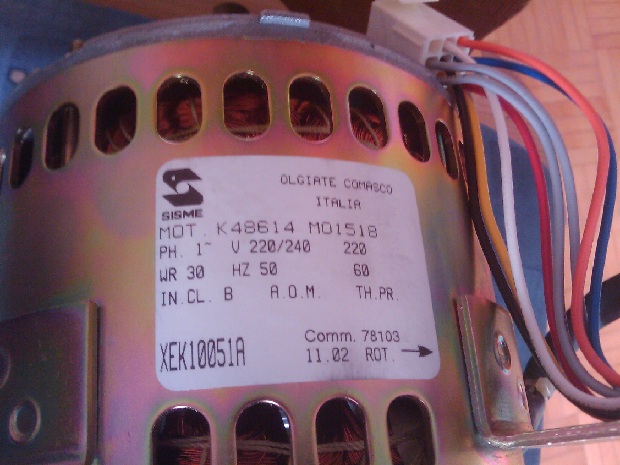 SISME
OLGIATE COMASCO
ITALIA
MOT. K48614 MO1518
PH. 1~ V 220/240 220
WR 30 HZ 50 60
IN.CL. B A.O.M. TH.PR.
XEK10051A
Comm. 78103
11.02 ROT. →